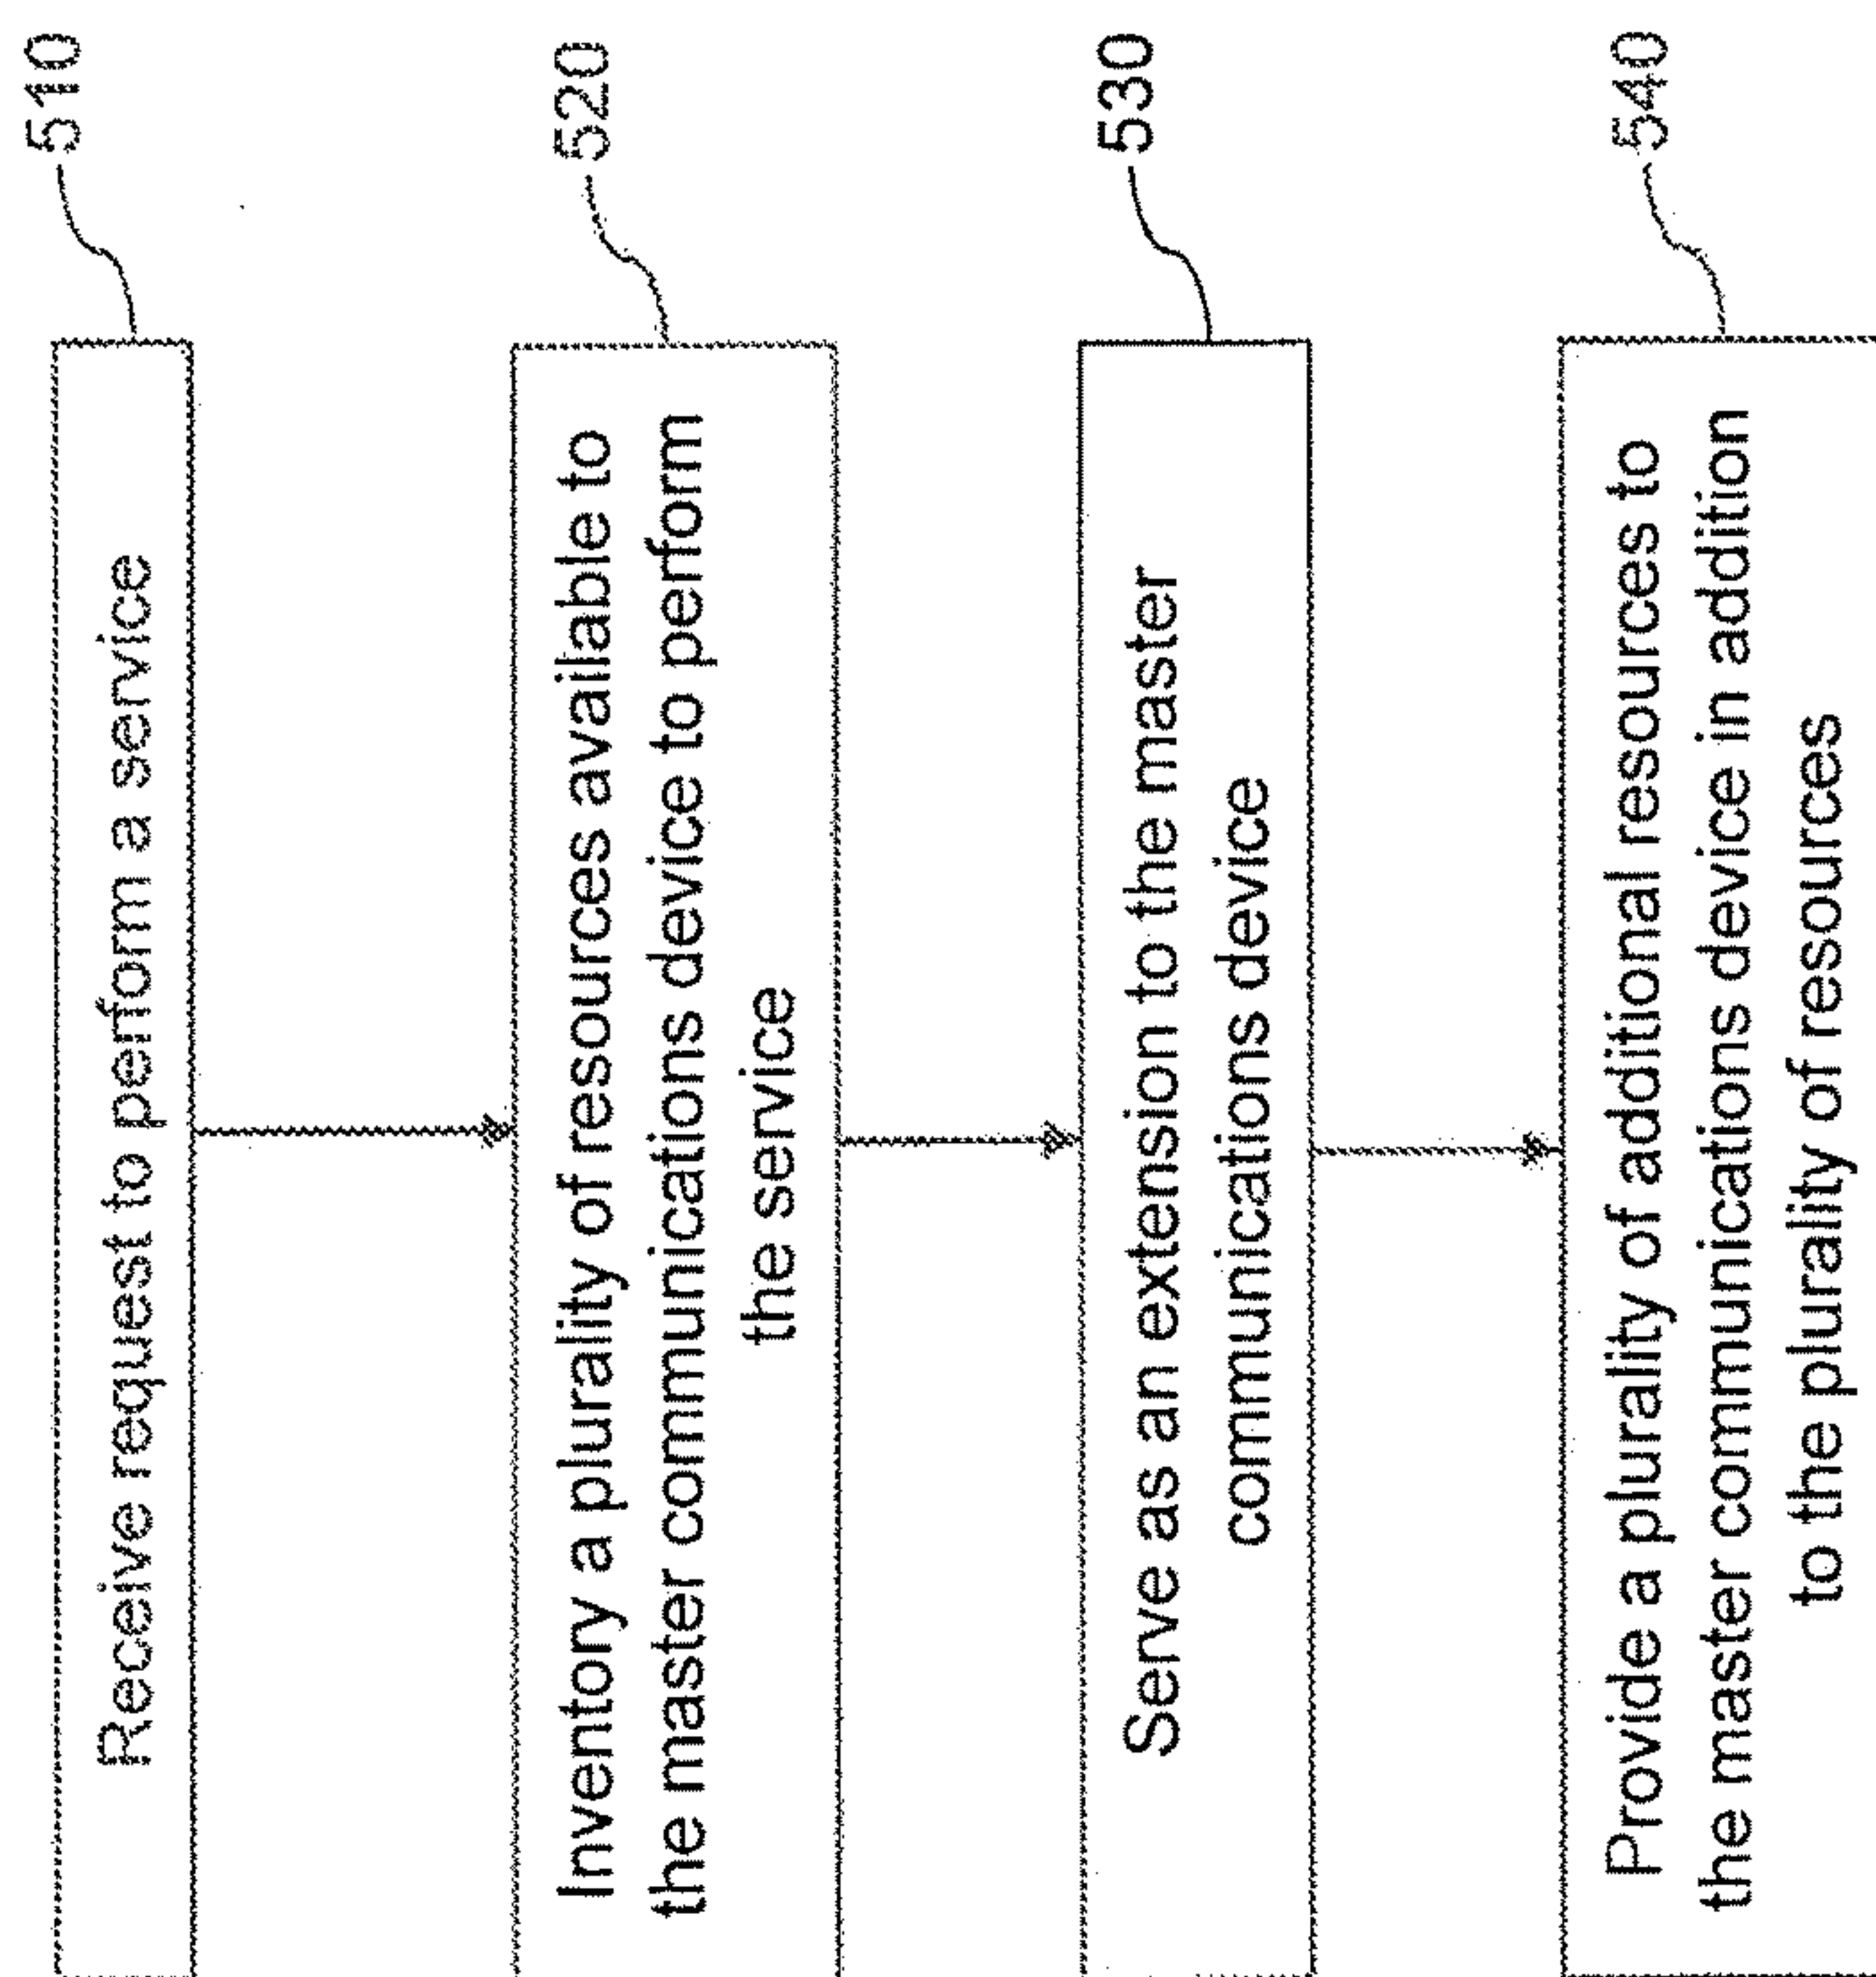 510
Receive request to perform a service
520
Inventory a plurality of resources available to
the master communications device to perform
the service
530
Serve as an extension to the master
communications device
540
Provide a plurality of additional resources to
the master communications device in addition
to the plurality of resources